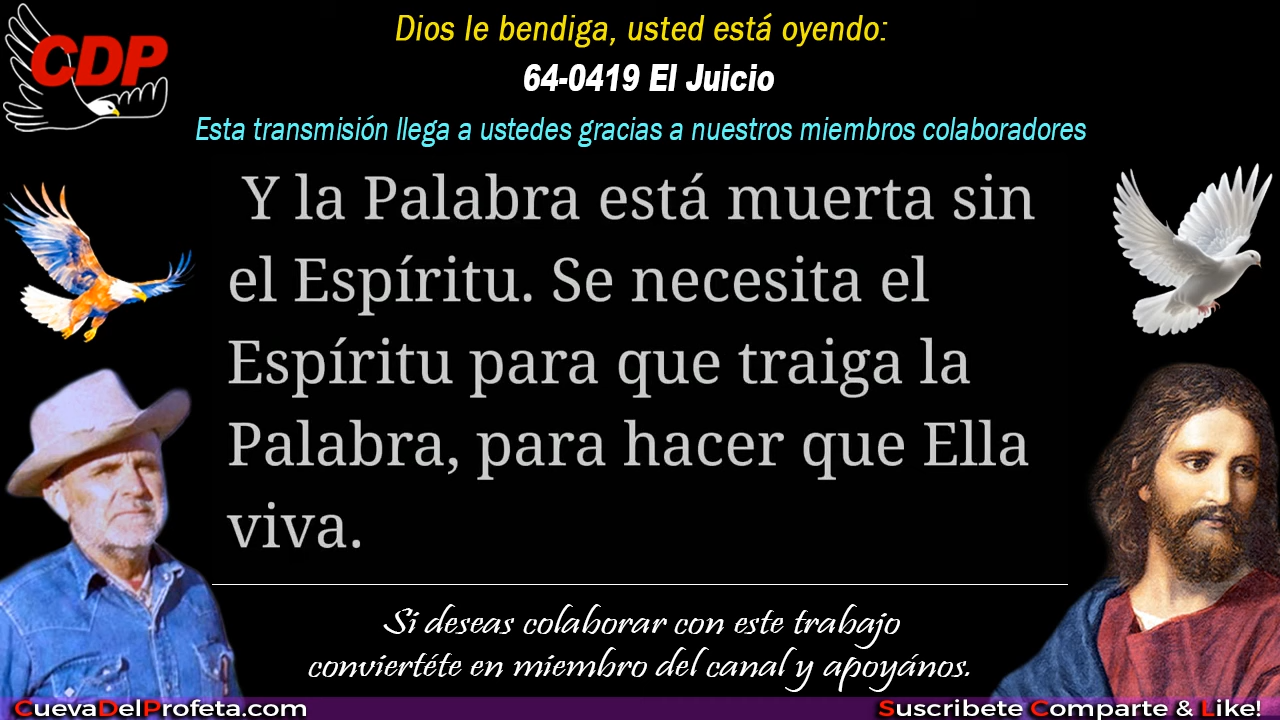 CDP
Dios le bendiga, usted está oyendo:
64-0419 El Juicio
Esta transmisión llega a ustedes gracias a nuestros miembros colaboradores
Y la Palabra está muerta sin
el Espíritu. Se necesita el
Espíritu para que traiga la
Palabra, para hacer que Ella
viva.
Si deseas colaborar con este trabajo
conviertéte en miembro del canal y apoyános.
CuevaDelProfeta.com
Suscribete Comparte & Like!